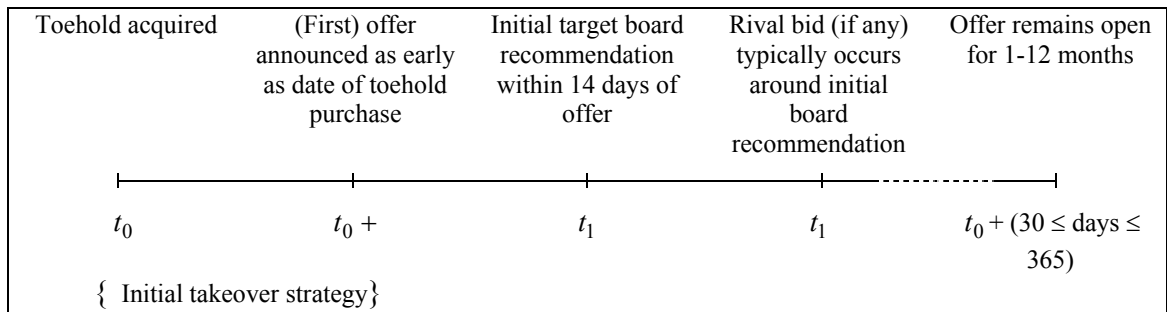 Toehold acquired
(First) offer
announced as early
as date of toehold
purchase
Initial target board
recommendation
within 14 days of
offer
Rival bid (if any)
typically occurs
around initial
board
recommendation
Offer remains open
for 1-12 months
t0
t0 +
t1
t1
t0 + (30 ≤ days ≤
365)
{ Initial takeover strategy}